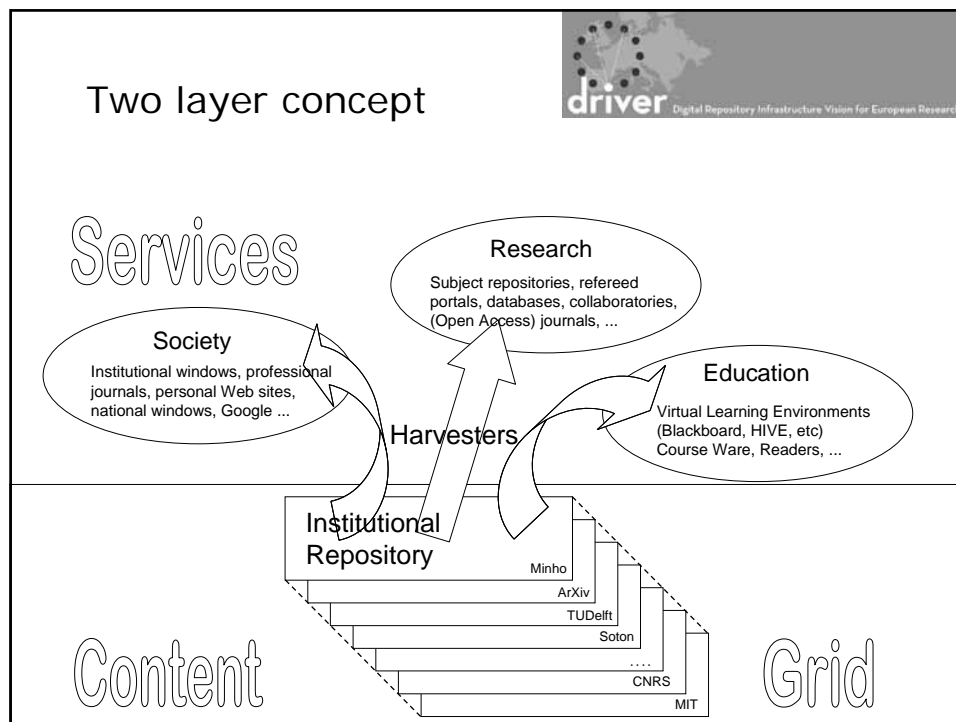 Two layer concept
driver Digital Repository Infrastructure Vision for European Research
Services
Research
Subject repositories, refereed
portals, databases, collaboratories,
(Open Access) journals, ...
Society
Institutional windows, professional
journals, personal Web sites,
national windows, Google ...
Education
Virtual Learning Environments
(Blackboard, HIVE, etc)
Course Ware, Readers, ...
Harvesters
Institutional
Repository
Minho
ArXiv
TUDelft
Soton
....
CNRS
MIT
Content
Grid